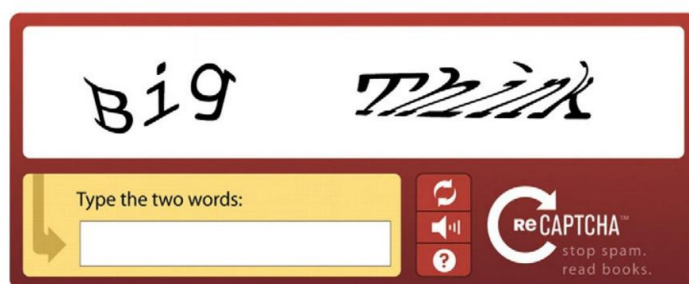 Big Think
Type the two words:
ReCAPTCHA™
stop spam.
read books.